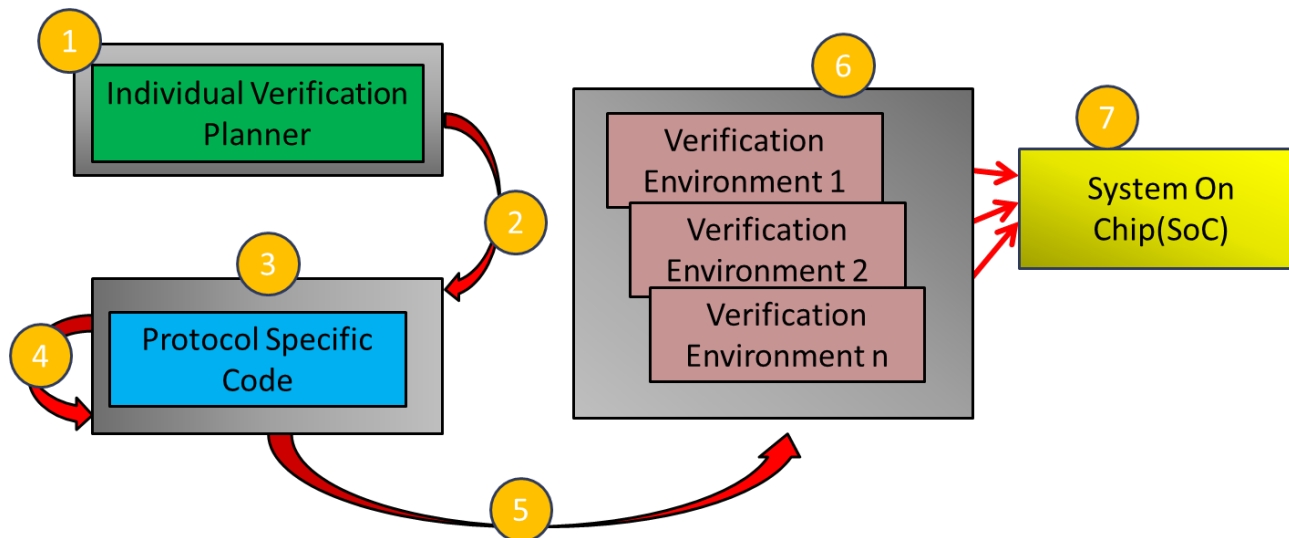 1
Individual Verification
Planner
2
3
Protocol Specific
Code
4
5
6
Verification
Environment 1
Verification
Environment 2
Verification
Environment n
7
System On
Chip(SoC)